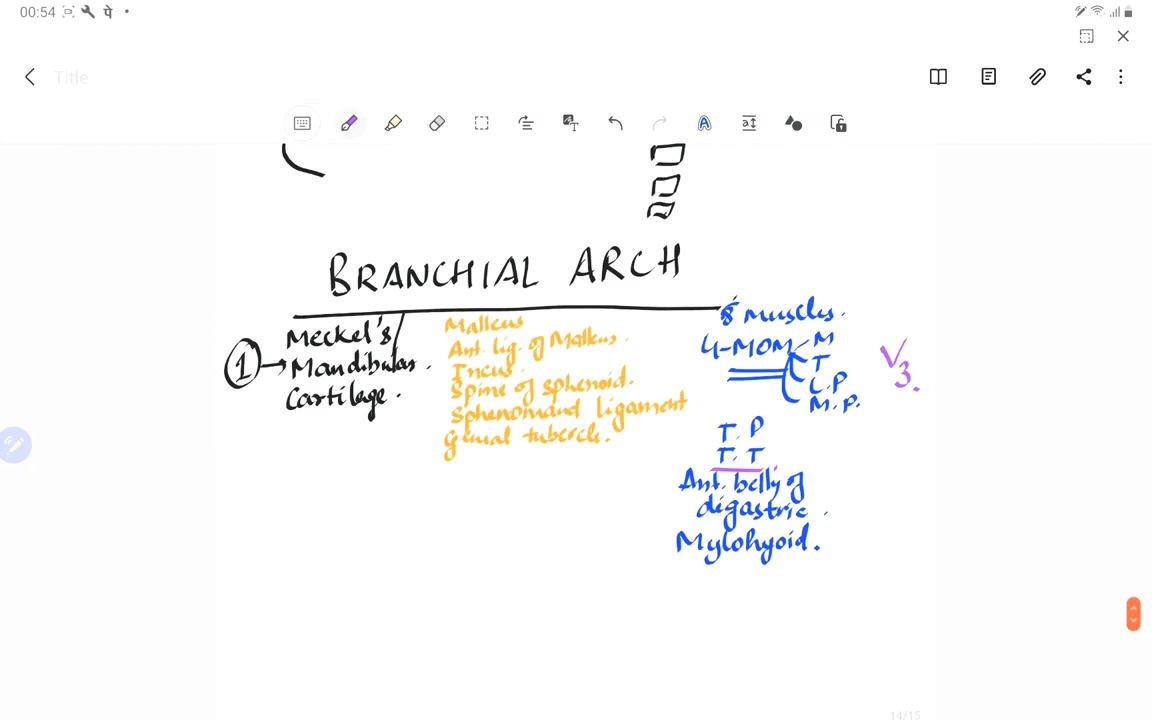 00:54 पे
Title
BRANCHIAL ARCH
Meckel's/
① → Mandibular.
Cartilage.
Malleus
Ant. lig. of Malleus.
Incus.
Spine of sphenoid.
Sphenomand ligament
Genial tubercle.
8 Muscles.
4-MOM < M
T
L.P
M.P.
V3.
T. P
T. T
Ant. belly of
digastric.
Mylohyoid.
14/15